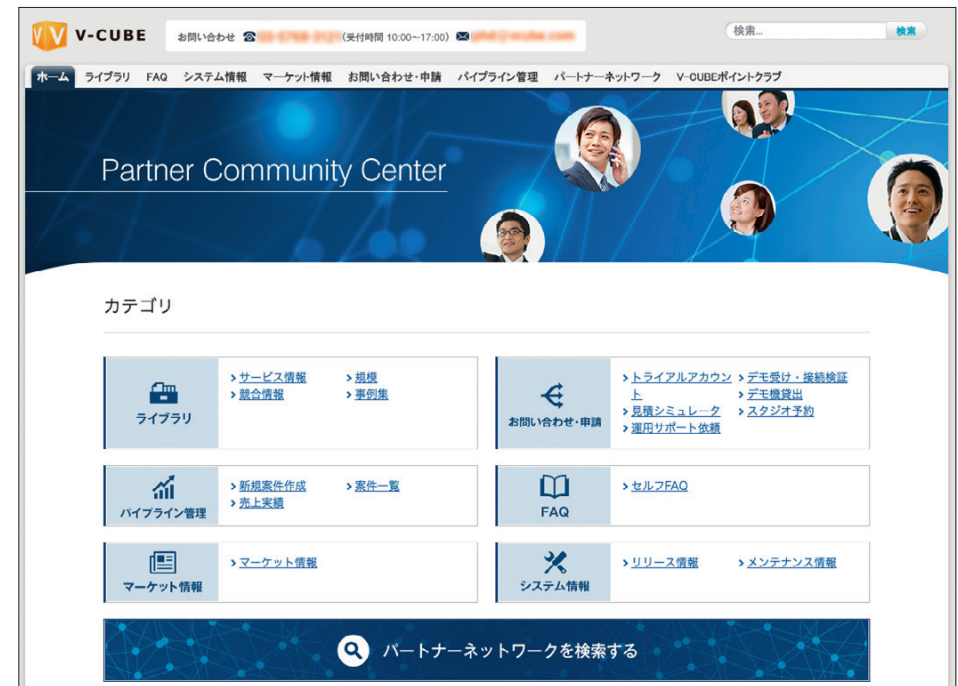 V-CUBE お問い合わせ (受付時間 10:00~17:00) 検索... 検索
ホーム ライブラリ FAQ システム情報 マーケット情報 お問い合わせ・申請 パイプライン管理 パートナーネットワーク V-CUBEポイントクラブ
Partner Community Center
カテゴリ
ライブラリ
サービス情報 規模
競合情報 事例集
お問い合わせ・申請
トライアルアカウント
見積シミュレータ
運用サポート依頼
デモ受け・接続検証
デモ機貸出
スタジオ予約
パイプライン管理
新規案件作成 案件一覧
売上実績
FAQ
セルフFAQ
マーケット情報
マーケット情報
システム情報
リリース情報 メンテナンス情報
パートナーネットワークを検索する